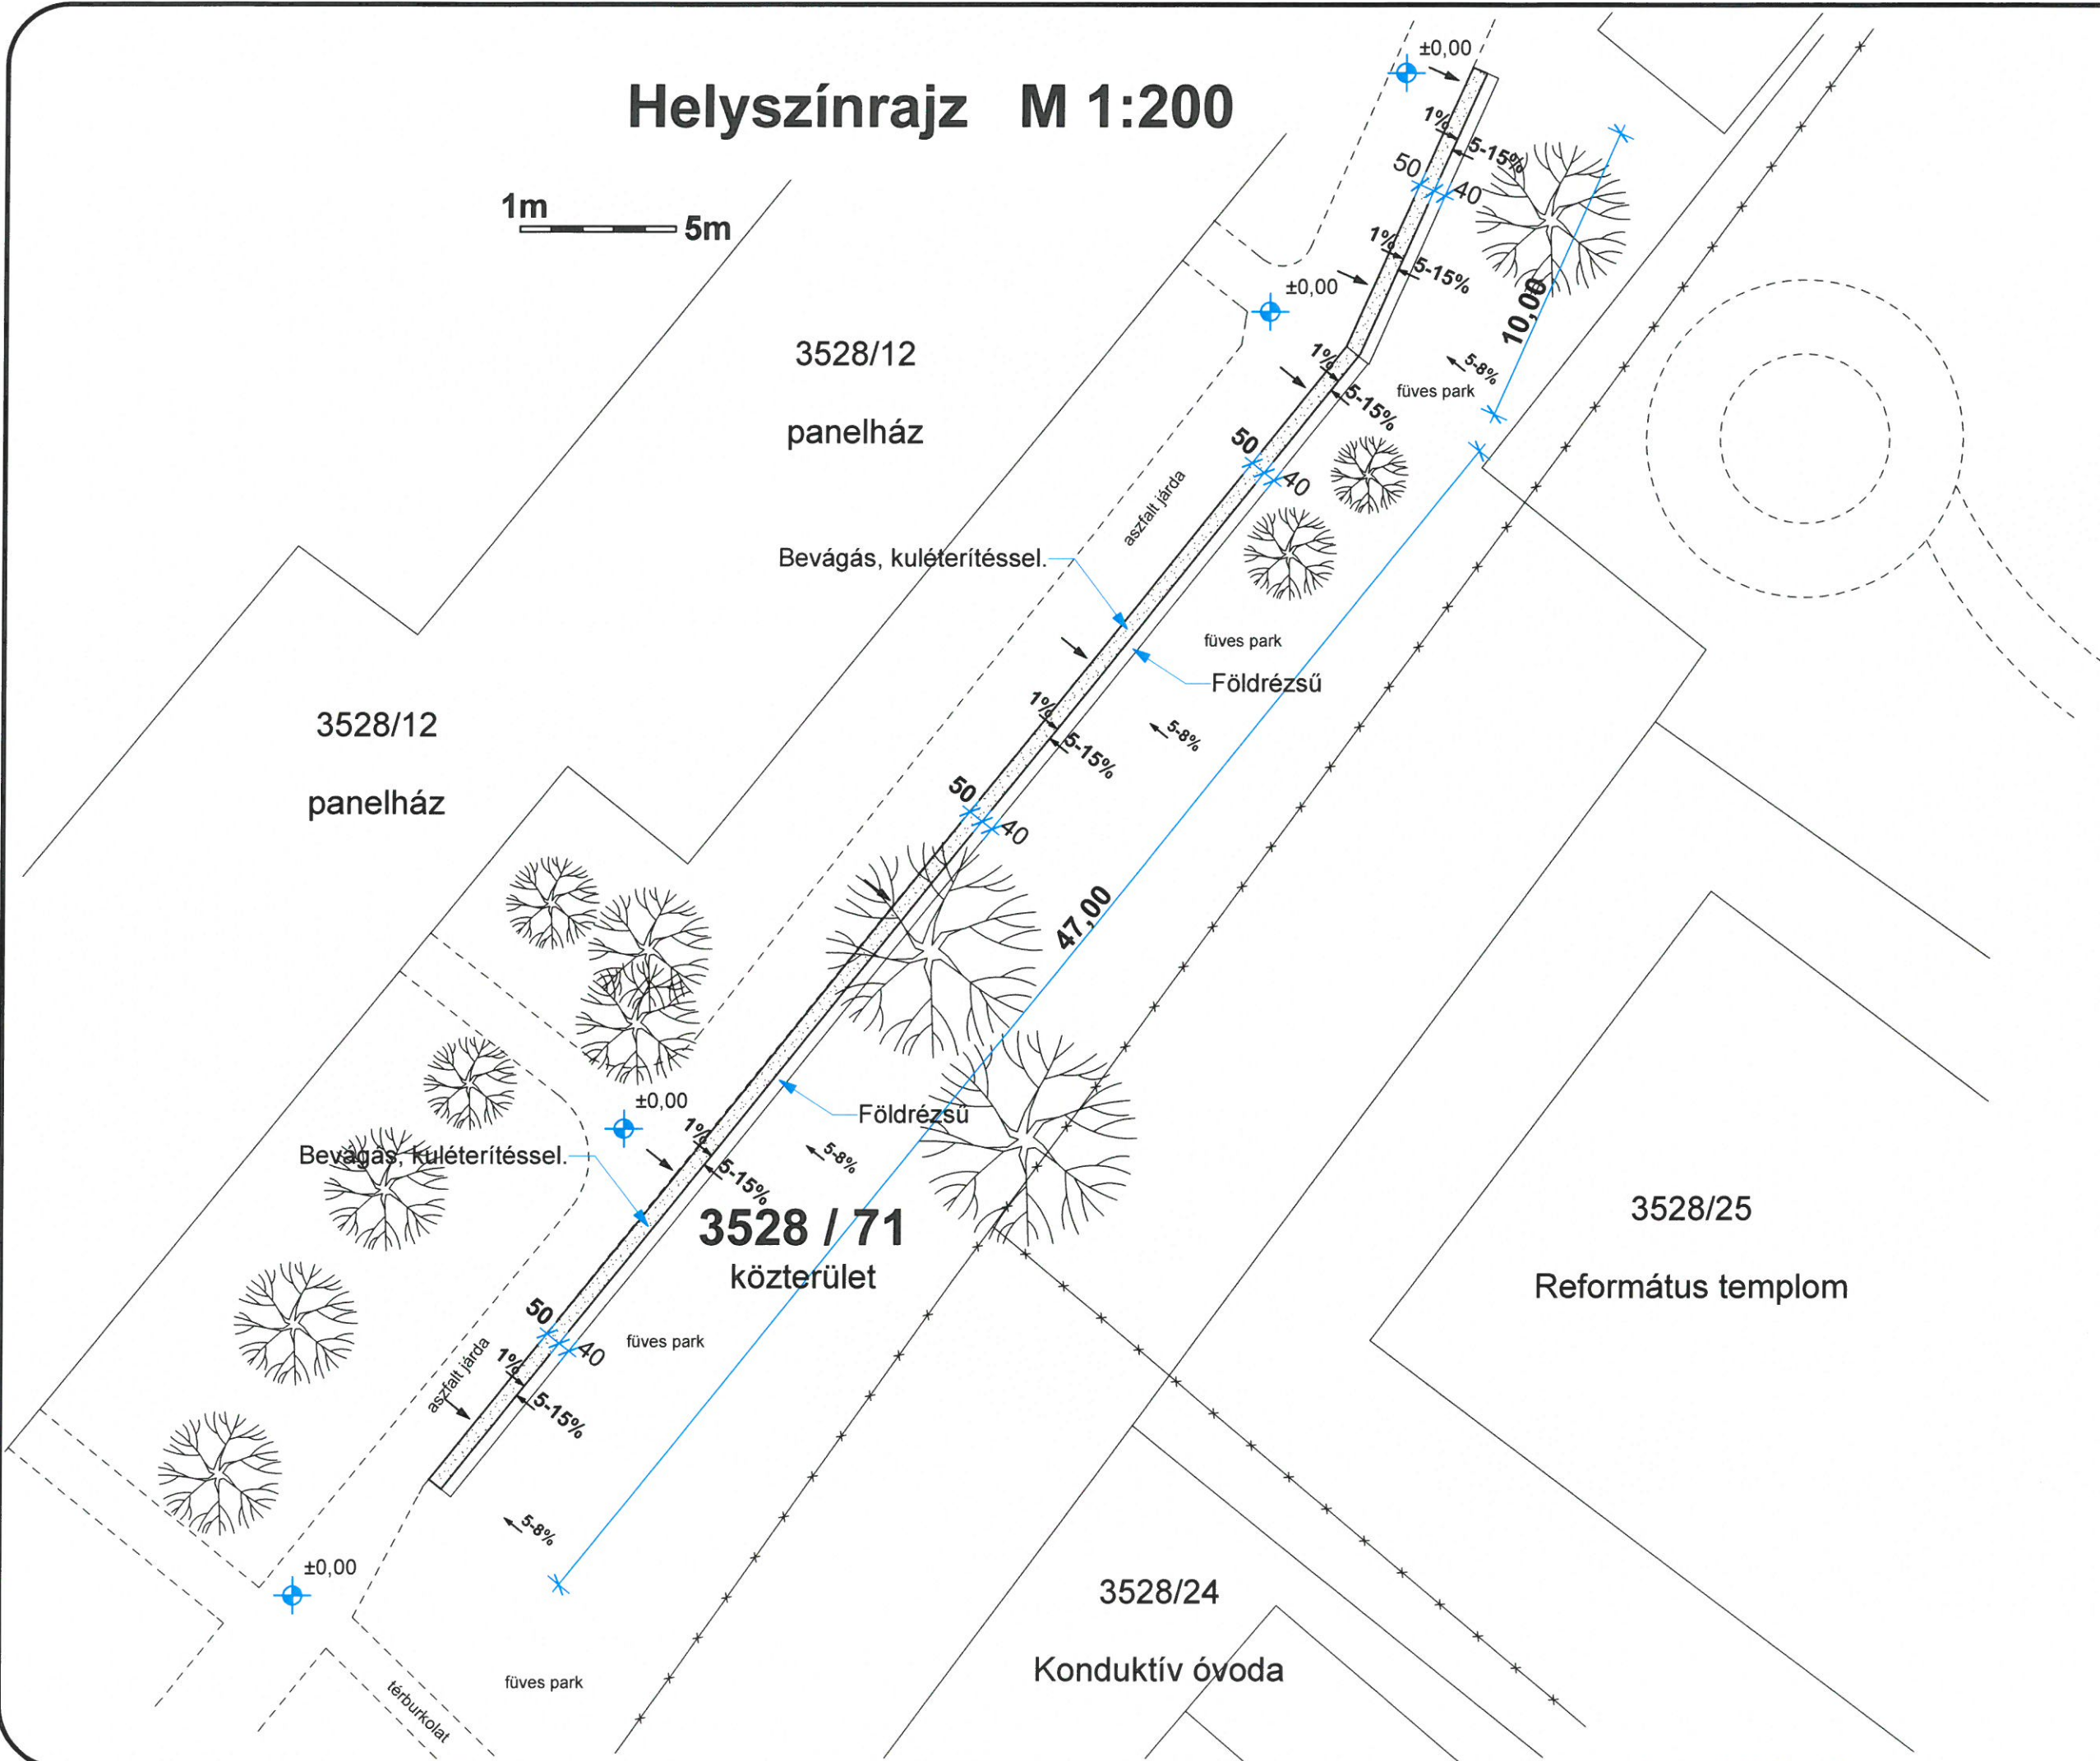 Helyszínrajz M 1:200
1m
5m
±0,00
1%
5-15%
50
40
1%
5-15%
±0,00
10,00
1%
5-15%
5-8%
füves park
3528/12
panelház
50
40
aszfalt járda
Bevágás, kuléterítéssel.
füves park
Földrézsű
1%
5-15%
5-8%
3528/12
panelház
50
40
47,00
±0,00
Földrézsű
1%
5-15%
5-8%
Bevágás, kuléterítéssel.
3528 / 71
közterület
3528/25
Református templom
50
40
füves park
aszfalt járda
1%
5-15%
5-8%
±0,00
3528/24
Konduktív óvoda
füves park
térburkolat